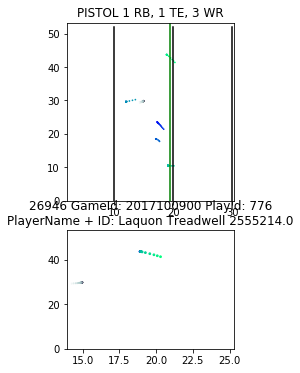 PISTOL 1 RB, 1 TE, 3 WR
50
40
30
20
10
0
10 20 30
26946 GameId: 2017100900 PlayId: 776
PlayerName + ID: Laquon Treadwell 2555214.0
40
20
0
15.0 17.5 20.0 22.5 25.0